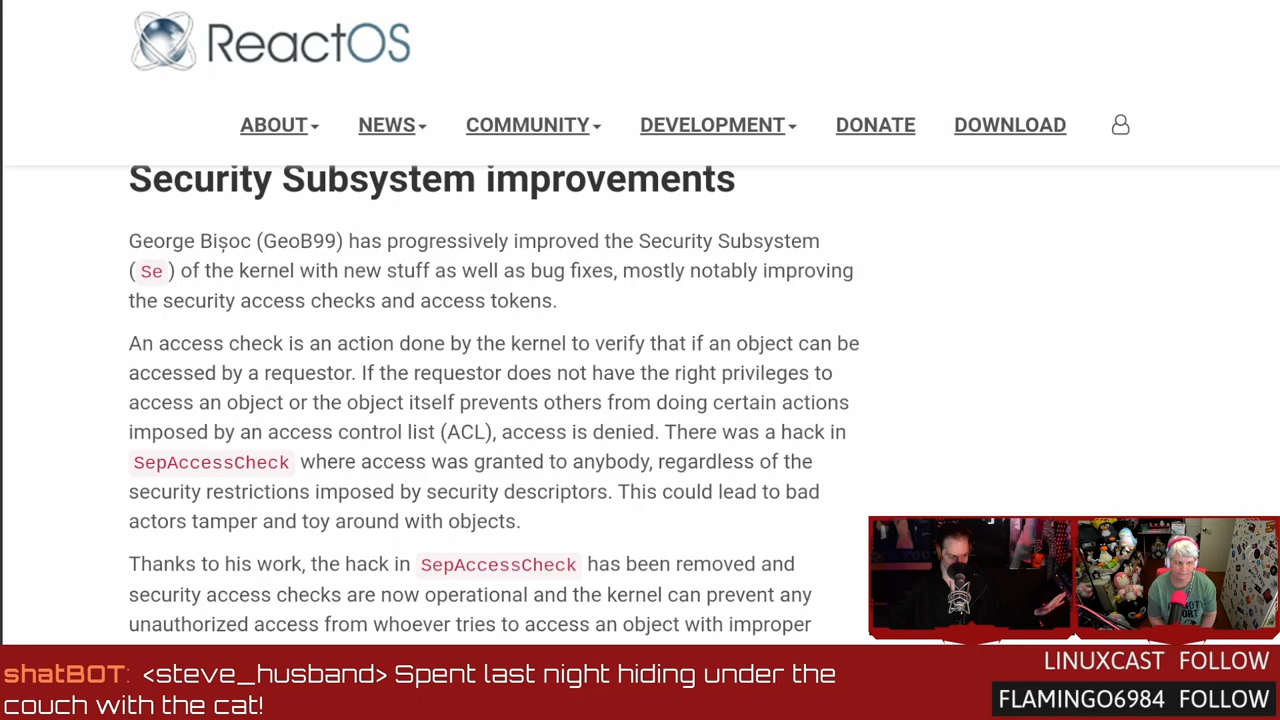 ReactOS
ABOUT NEWS COMMUNITY DEVELOPMENT DONATE DOWNLOAD
Security Subsystem improvements
George Bișoc (GeoB99) has progressively improved the Security Subsystem
( Se ) of the kernel with new stuff as well as bug fixes, mostly notably improving
the security access checks and access tokens.
An access check is an action done by the kernel to verify that if an object can be
accessed by a requestor. If the requestor does not have the right privileges to
access an object or the object itself prevents others from doing certain actions
imposed by an access control list (ACL), access is denied. There was a hack in
SepAccessCheck where access was granted to anybody, regardless of the
security restrictions imposed by security descriptors. This could lead to bad
actors tamper and toy around with objects.
Thanks to his work, the hack in SepAccessCheck has been removed and
security access checks are now operational and the kernel can prevent any
unauthorized access from whoever tries to access an object with improper
shatBOT: <steve_husband> Spent last night hiding under the
couch with the cat!
LINUXCAST FOLLOW
FLAMINGO6984 FOLLOW